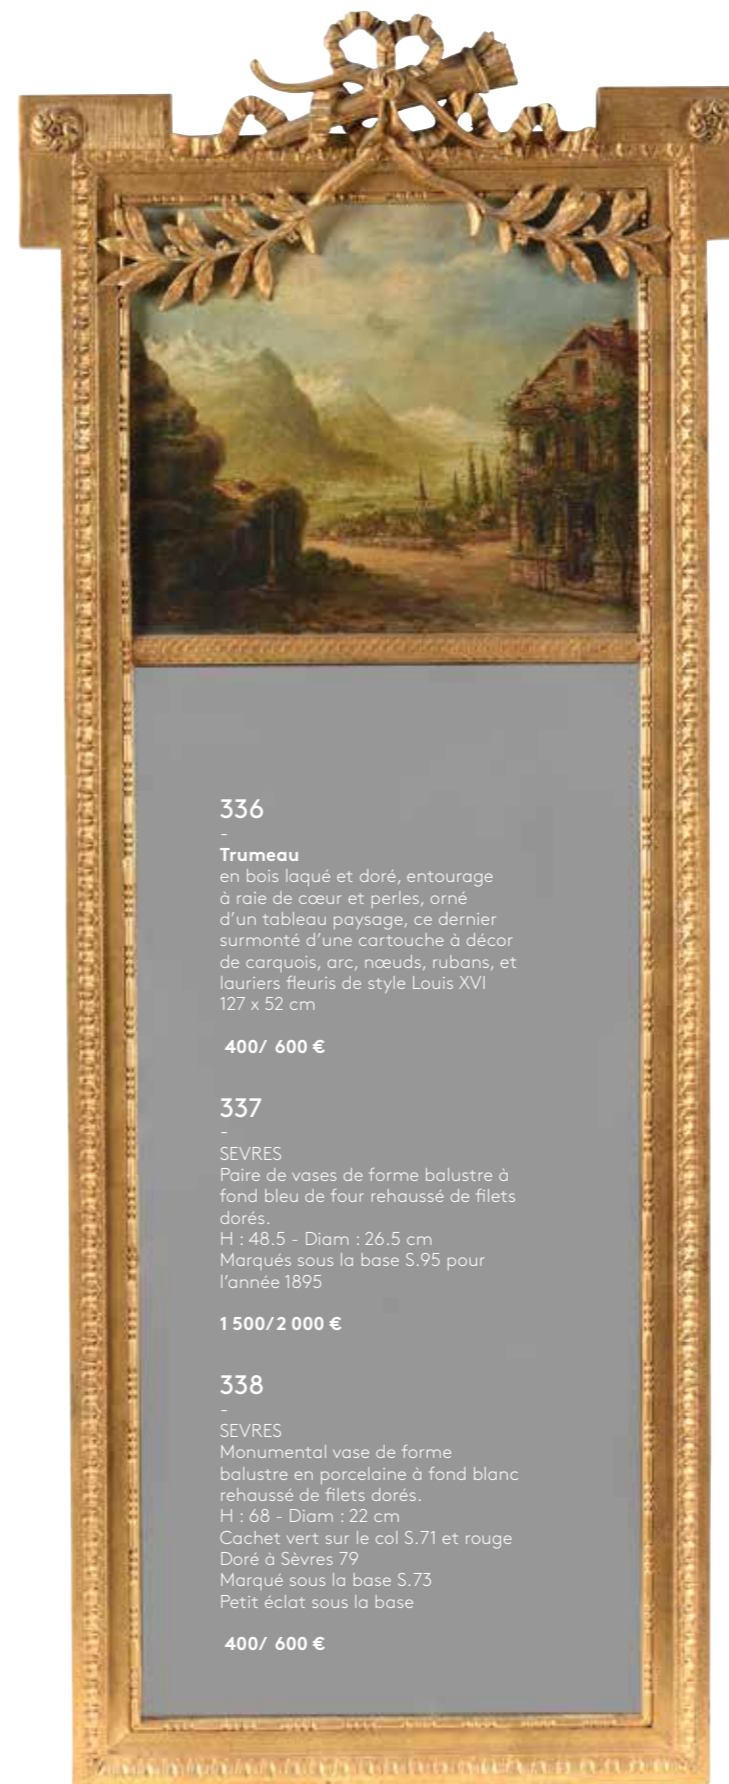 336
-
Trumeau
en bois laqué et doré, entourage
à raie de cœur et perles, orné
d’un tableau paysage, ce dernier
surmonté d’une cartouche à décor
de carquois, arc, nœuds, rubans, et
lauriers fleuris de style Louis XVI
127 x 52 cm
400/ 600 €
337
-
SEVRES
Paire de vases de forme balustre à
fond bleu de four rehaussé de filets
dorés.
H : 48.5 - Diam : 26.5 cm
Marqués sous la base S.95 pour
l’année 1895
1 500/2 000 €
338
-
SEVRES
Monumental vase de forme
balustre en porcelaine à fond blanc
rehaussé de filets dorés.
H : 68 - Diam : 22 cm
Cachet vert sur le col S.71 et rouge
Doré à Sèvres 79
Marqué sous la base S.73
Petit éclat sous la base
400/ 600 €